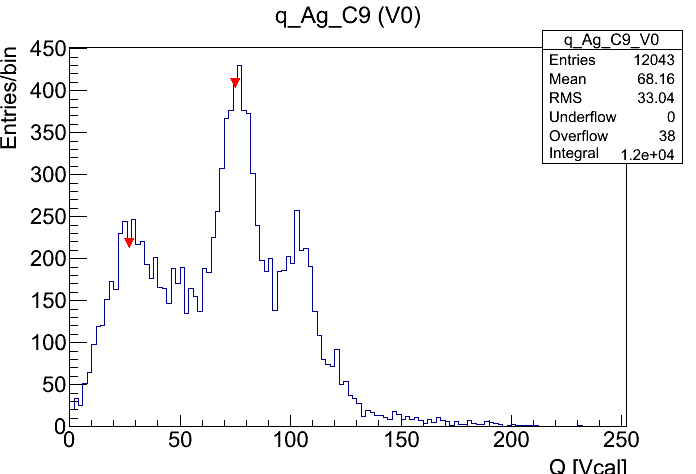 q_Ag_C9 (V0)
q_Ag_C9_V0
Entries 12043
Mean 68.16
RMS 33.04
Underflow 0
Overflow 38
Integral 1.2e+04
Entries/bin
450
400
350
300
250
200
150
100
50
0
0 50 100 150 200 250
Q [Vcal]